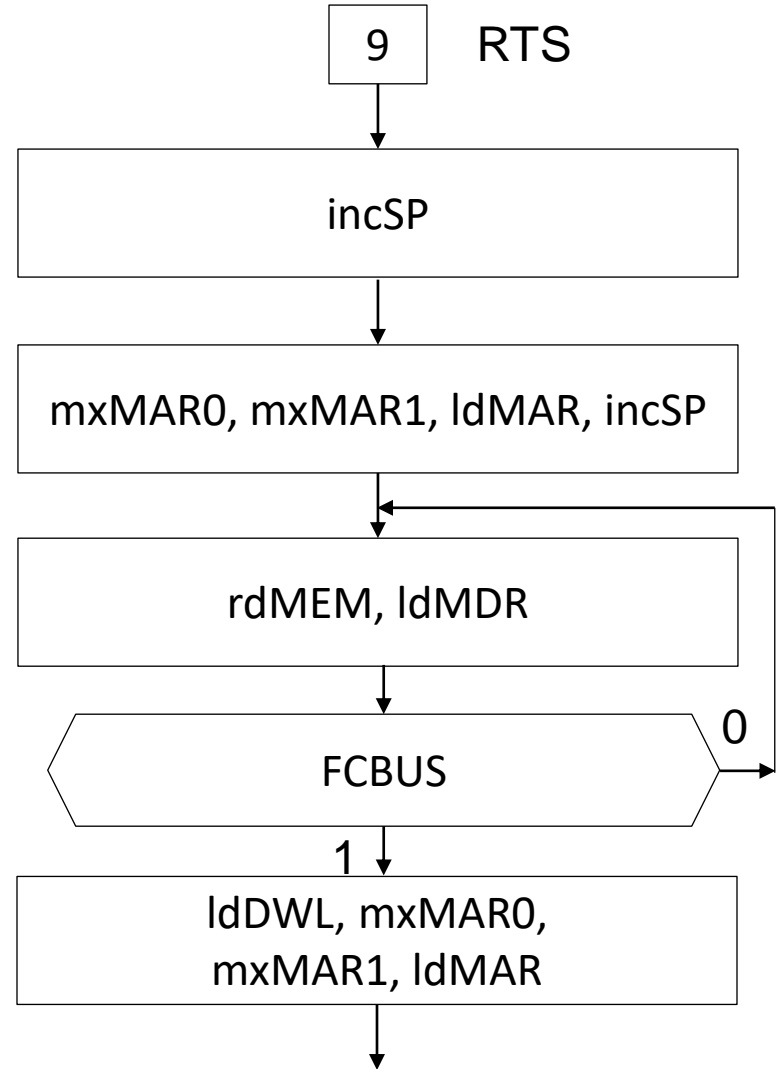 9 RTS
incSP
mxMAR0, mxMAR1, ldMAR, incSP
rdMEM, ldMDR
0
FCBUS
1
ldDWL, mxMAR0,
mxMAR1, ldMAR